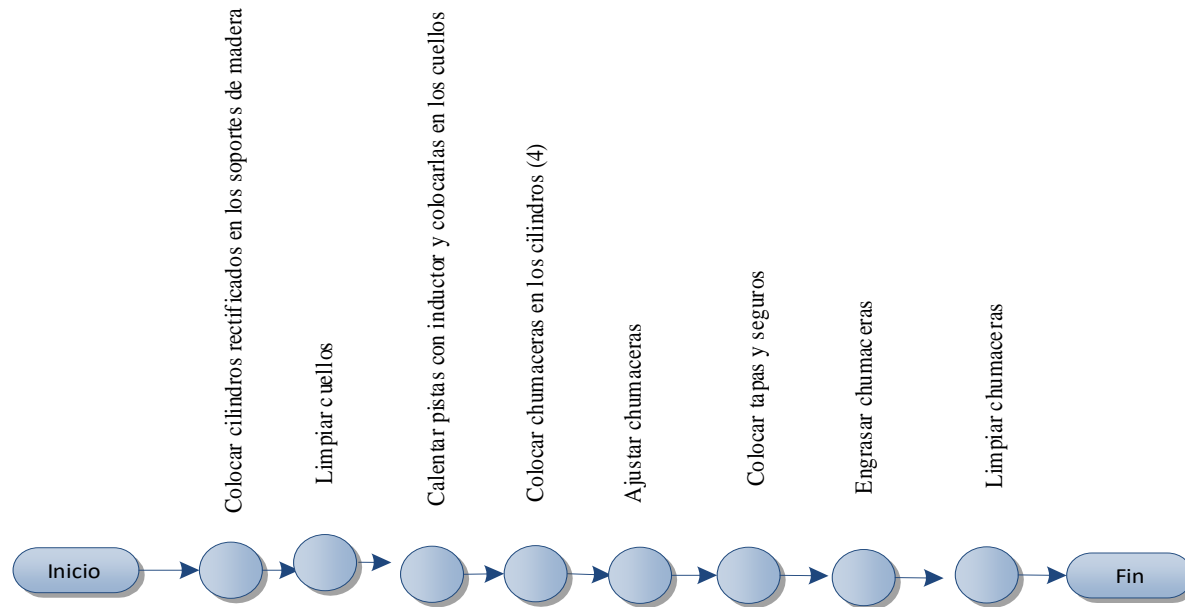 Inicio
Colocar cilindros rectificados en los soportes de madera
Limpiar cuellos
Calentar pistas con inductor y colocarlas en los cuellos
Colocar chumaceras en los cilindros (4)
Ajustar chumaceras
Colocar tapas y seguros
Engrasar chumaceras
Limpiar chumaceras
Fin